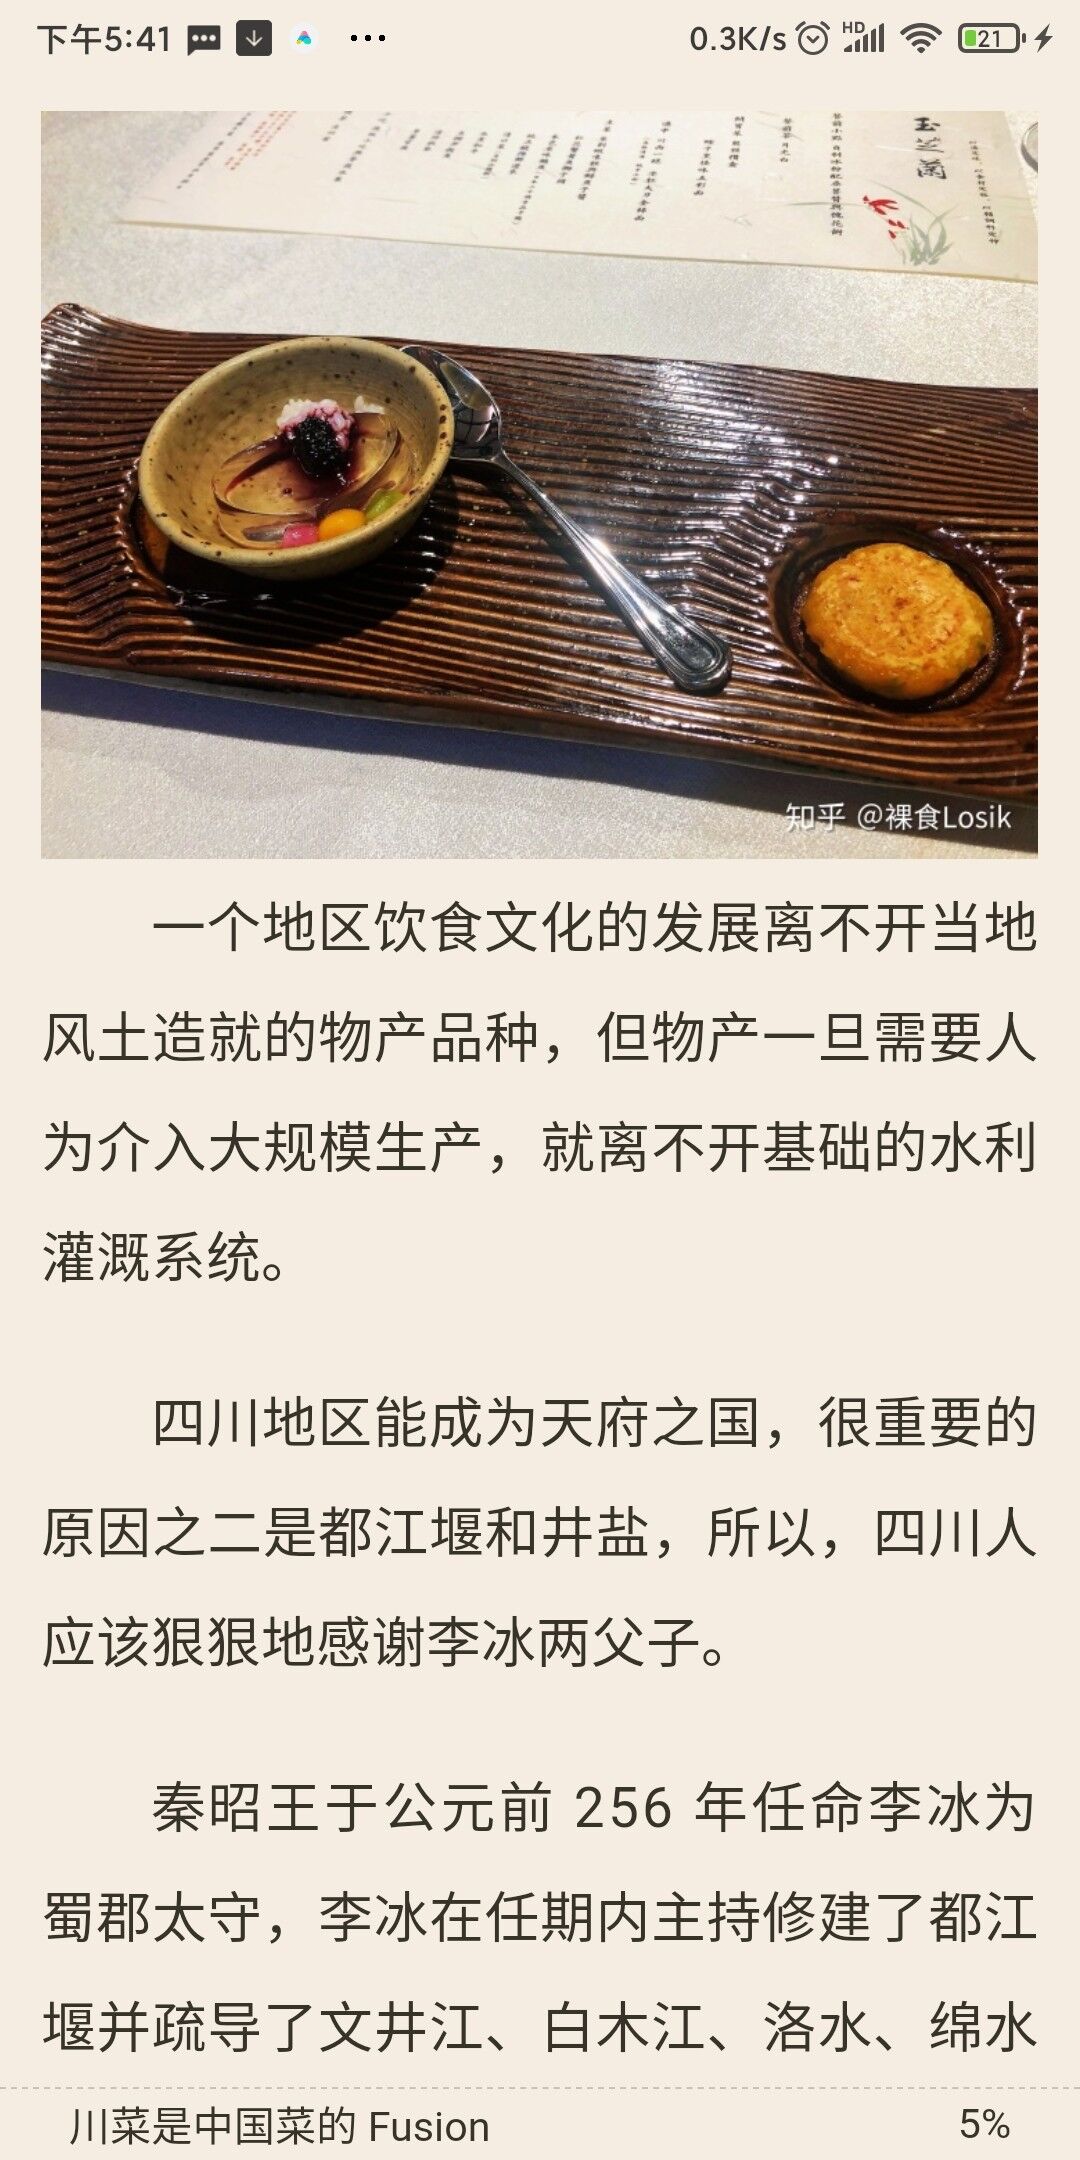 下午5:41
0.3K/s
HD
21
玉芝蘭
知乎 @裸食Losik
一个地区饮食文化的发展离不开当地
风土造就的物产品种，但物产一旦需要人
为介入大规模生产，就离不开基础的水利
灌溉系统。
四川地区能成为天府之国，很重要的
原因之二是都江堰和井盐，所以，四川人
应该狠狠地感谢李冰两父子。
秦昭王于公元前 256 年任命李冰为
蜀郡太守，李冰在任期内主持修建了都江
堰并疏导了文井江、白木江、洛水、绵水
川菜是中国菜的 Fusion
5%